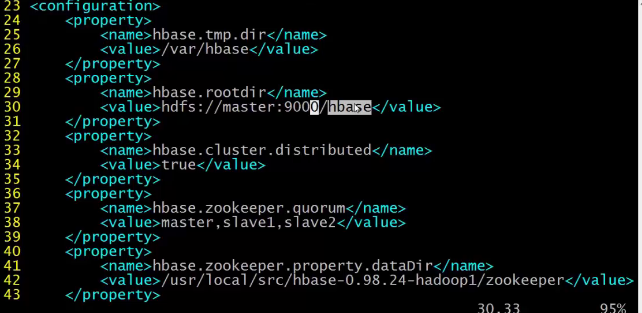 23 <configuration>
24     <property>
25         <name>hbase.tmp.dir</name>
26         <value>/var/hbase</value>
27     </property>
28     <property>
29         <name>hbase.rootdir</name>
30         <value>hdfs://master:9000/hbase</value>
31     </property>
32     <property>
33         <name>hbase.cluster.distributed</name>
34         <value>true</value>
35     </property>
36     <property>
37         <name>hbase.zookeeper.quorum</name>
38         <value>master,slave1,slave2</value>
39     </property>
40     <property>
41         <name>hbase.zookeeper.property.dataDir</name>
42         <value>/usr/local/src/hbase-0.98.24-hadoop1/zookeeper</value>
43     </property>
30,33 95%